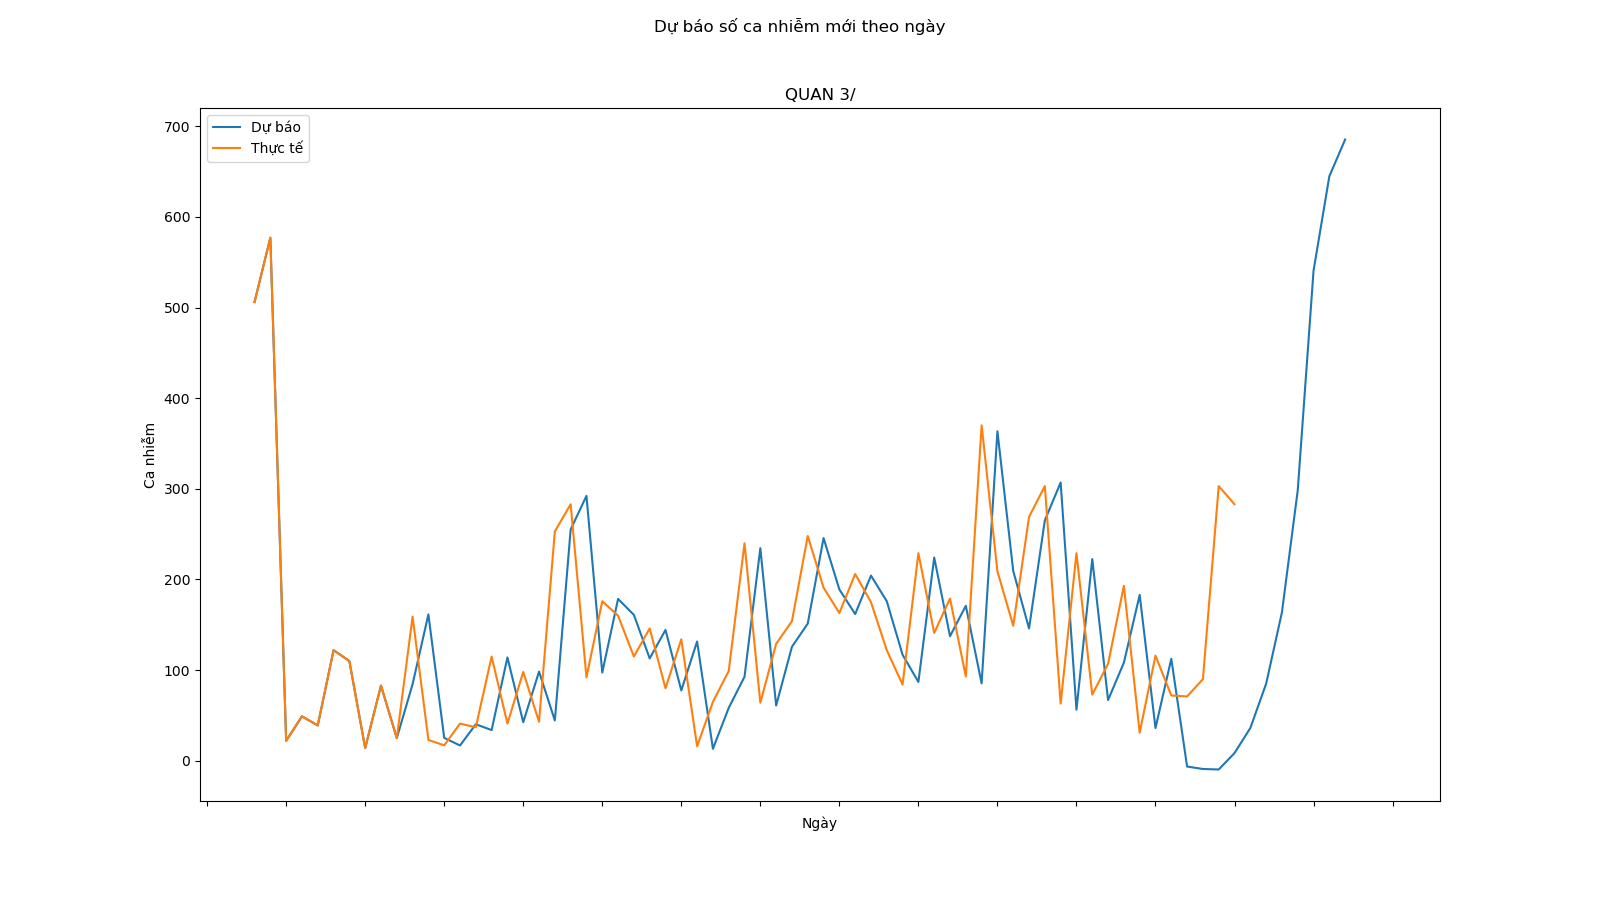 Dự báo số ca nhiễm mới theo ngày
QUAN 3/
Dự báo
Thực tế
700
600
500
400
300
200
100
0
Ca nhiễm
Ngày